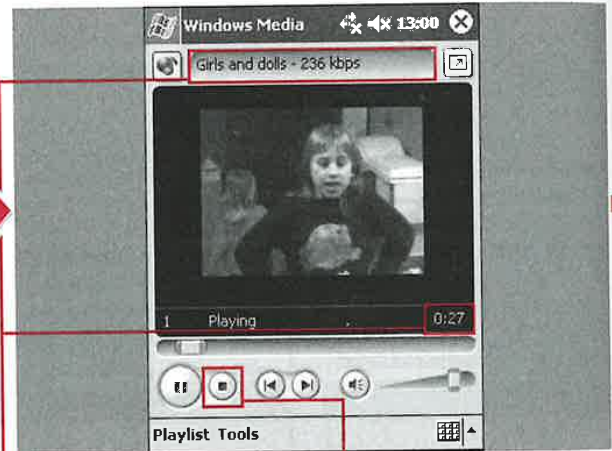 Windows Media 13:00
Girls and dolls - 236 kbps
1 Playing 0:27
Playlist Tools